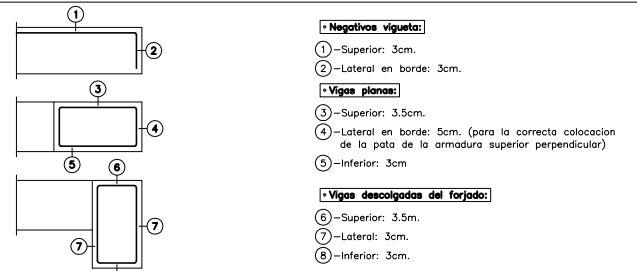 1
2
3
4
5
6
7
7
• Negativos vigueta:
1 -Superior: 3cm.
2 -Lateral en borde: 3cm.
• Vigas planas:
3 -Superior: 3.5cm.
4 -Lateral en borde: 5cm. (para la correcta colocacion
de la pata de la armadura superior perpendicular)
5 -Inferior: 3cm
• Vigas descolgadas del forjado:
6 -Superior: 3.5m.
7 -Lateral: 3cm.
8 -Inferior: 3cm.